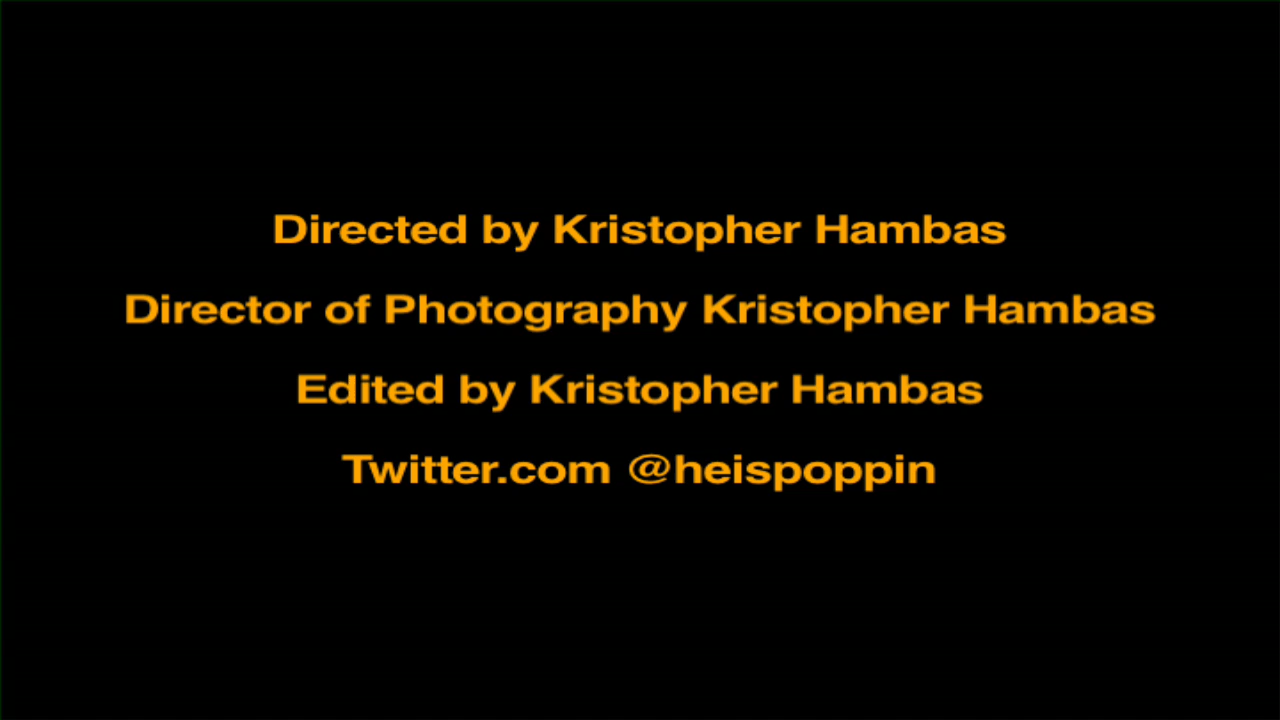 Directed by Kristopher Hambas
Director of Photography Kristopher Hambas
Edited by Kristopher Hambas
Twitter.com @heispoppin